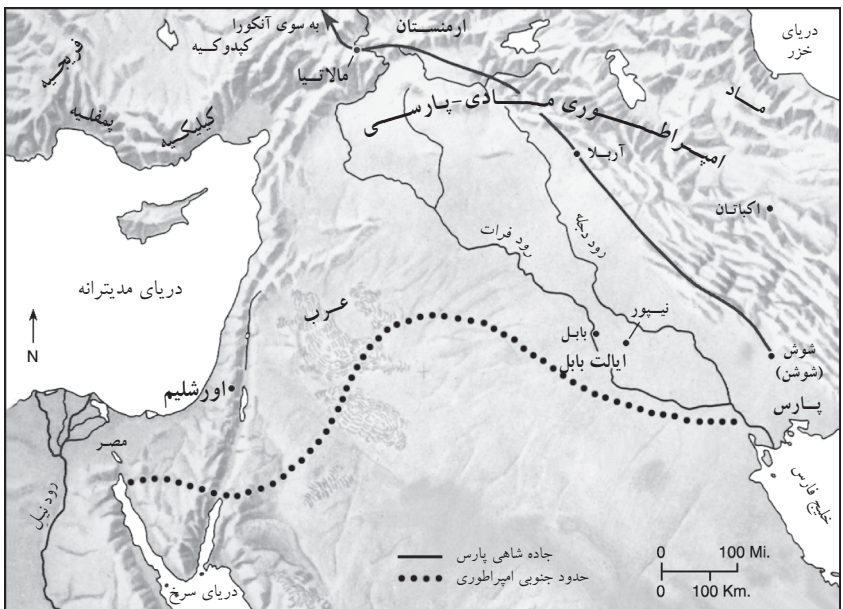 به سوی آنکورا
ارمنستان
دریای
خزر
کپدوکیه
فریجیه
مالاتیا
ماد
پمفلیه
کیلیکیه
امپراطوری مادی-پارسی
آربلا
اکباتان
رود فرات
رود دجله
دریای مدیترانه
عرب
نیپور
بابل
ایالت بابل
شوش
(شوشن)
N
اورشلیم
پارس
مصر
رود نیل
خلیج فارس
دریای سرخ
جاده شاهی پارس
حدود جنوبی امپراطوری
0 100 Mi.
0 100 Km.